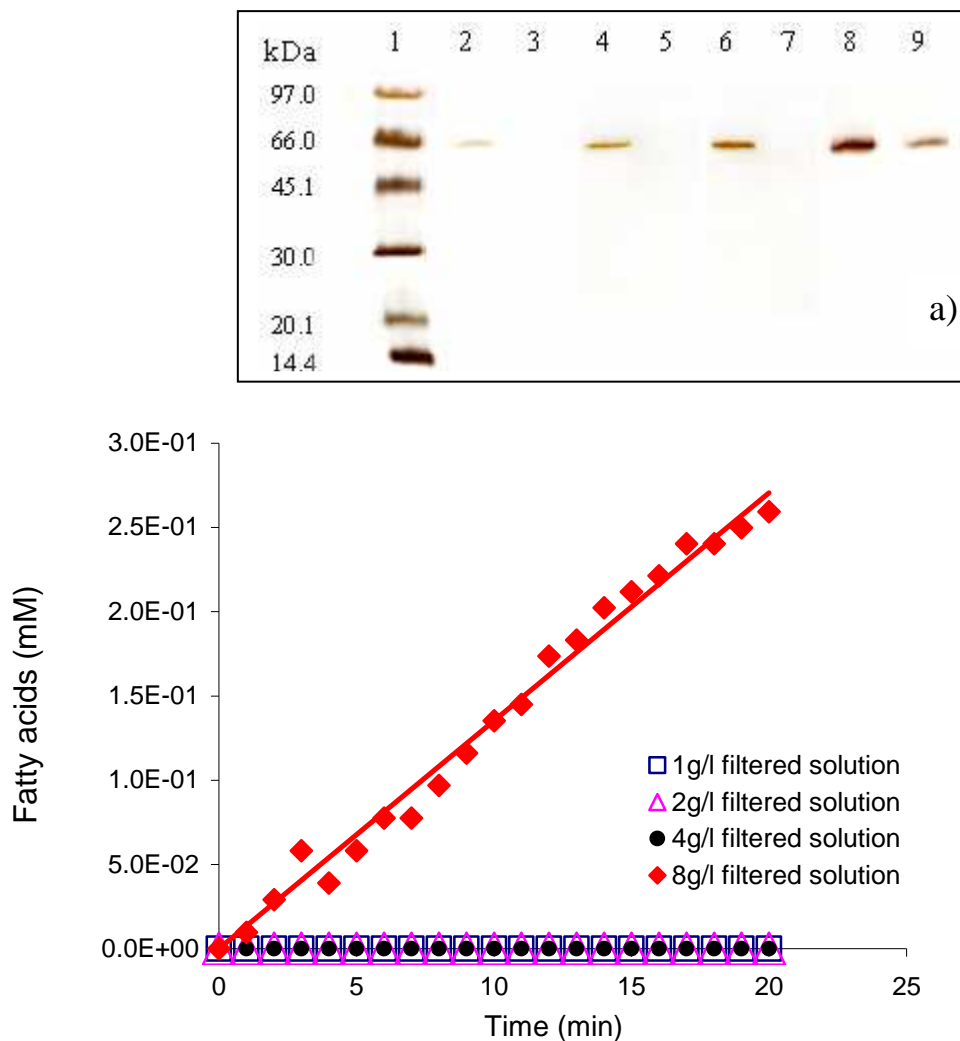 kDa 1 2 3 4 5 6 7 8 9
97.0
66.0
45.1
30.0
20.1
14.4
a)
3.0E-01
2.5E-01
2.0E-01
1.5E-01
1.0E-01
5.0E-02
0.0E+00
Fatty acids (mM)
1g/l filtered solution
2g/l filtered solution
4g/l filtered solution
8g/l filtered solution
0 5 10 15 20 25
Time (min)